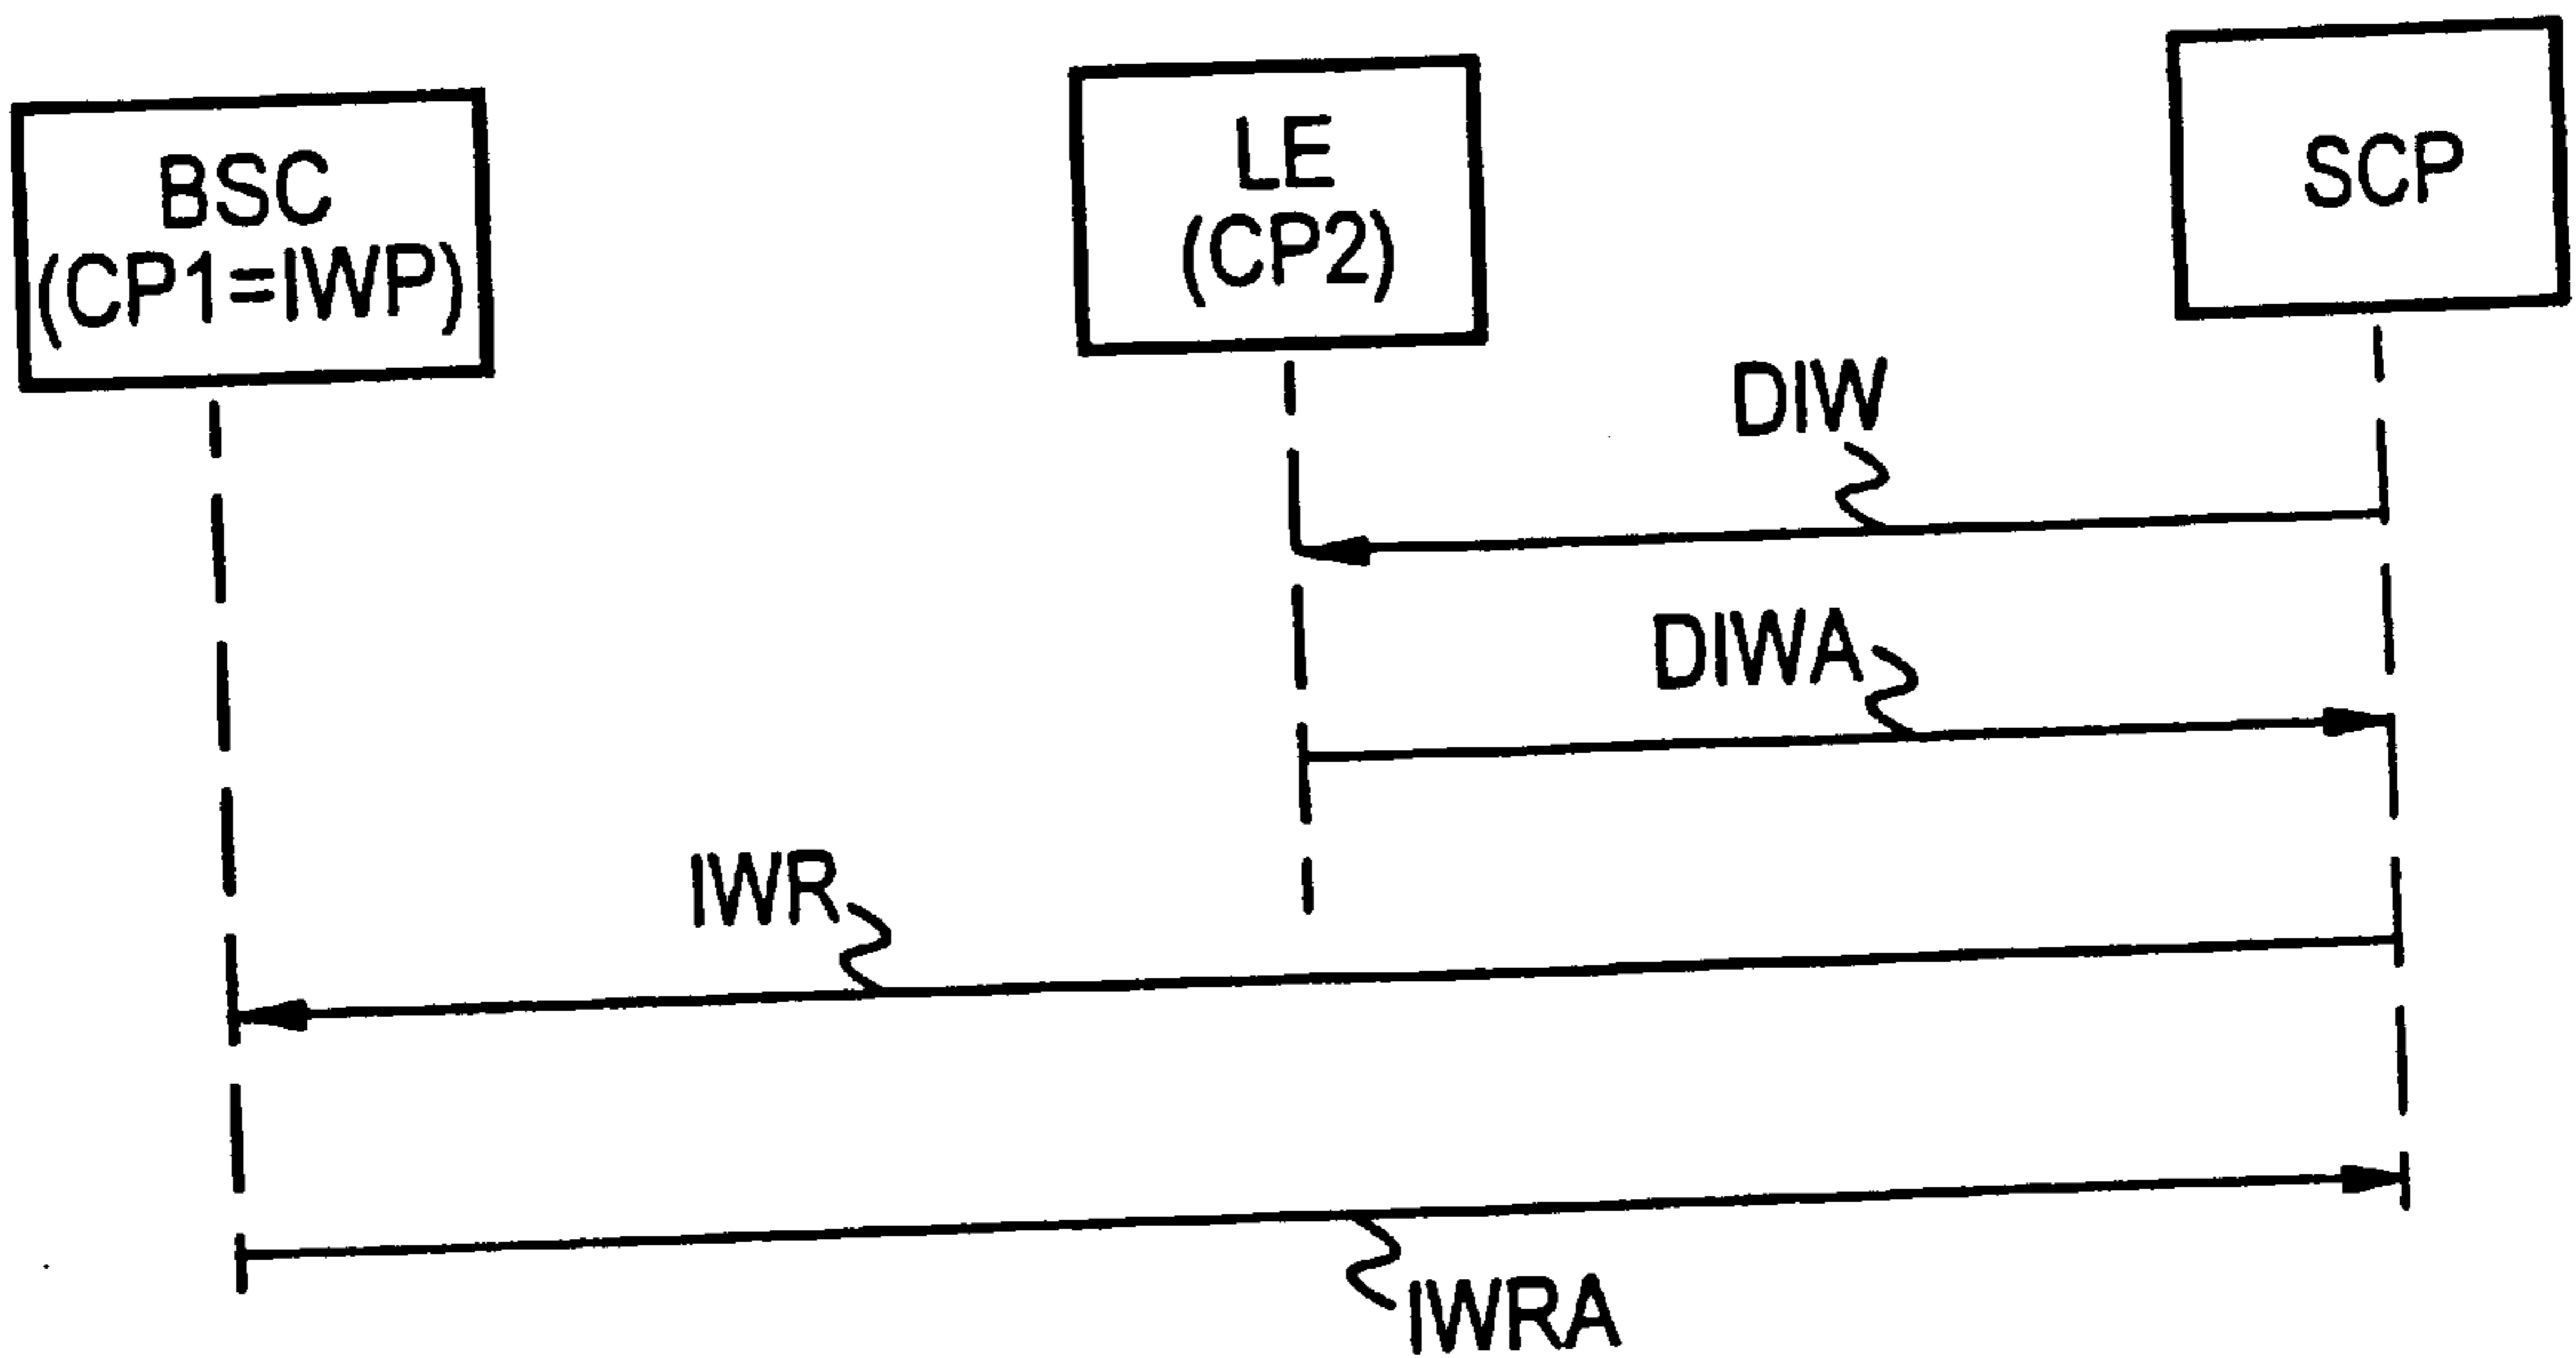 BSC
(CP1=IWP)
LE
(CP2)
SCP
DIW
DIWA
IWR
IWRA